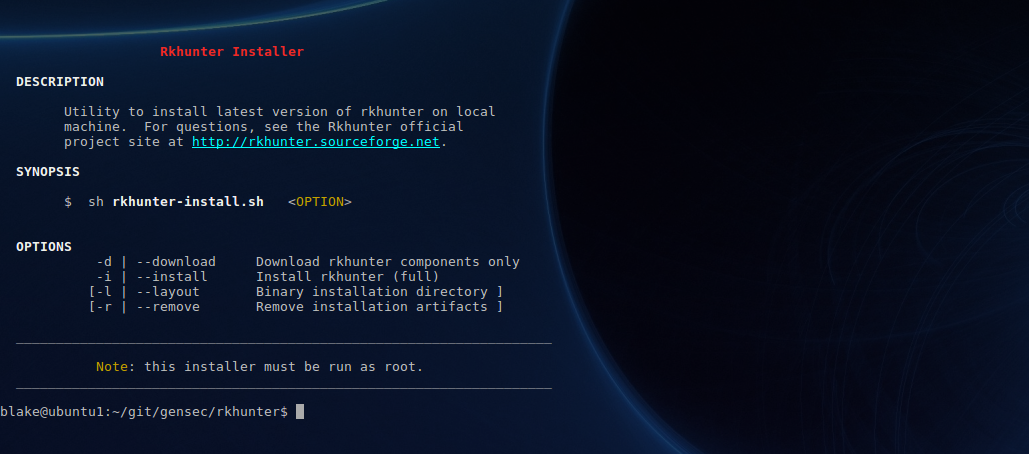 Rkhunter Installer
DESCRIPTION
Utility to install latest version of rkhunter on local
machine.  For questions, see the Rkhunter official
project site at http://rkhunter.sourceforge.net.
SYNOPSIS
$  sh rkhunter-install.sh   <OPTION>
OPTIONS
-d | --download     Download rkhunter components only
-i | --install      Install rkhunter (full)
[-l | --layout       Binary installation directory ]
[-r | --remove       Remove installation artifacts ]
Note: this installer must be run as root.
blake@ubuntu1:~/git/gensec/rkhunter$